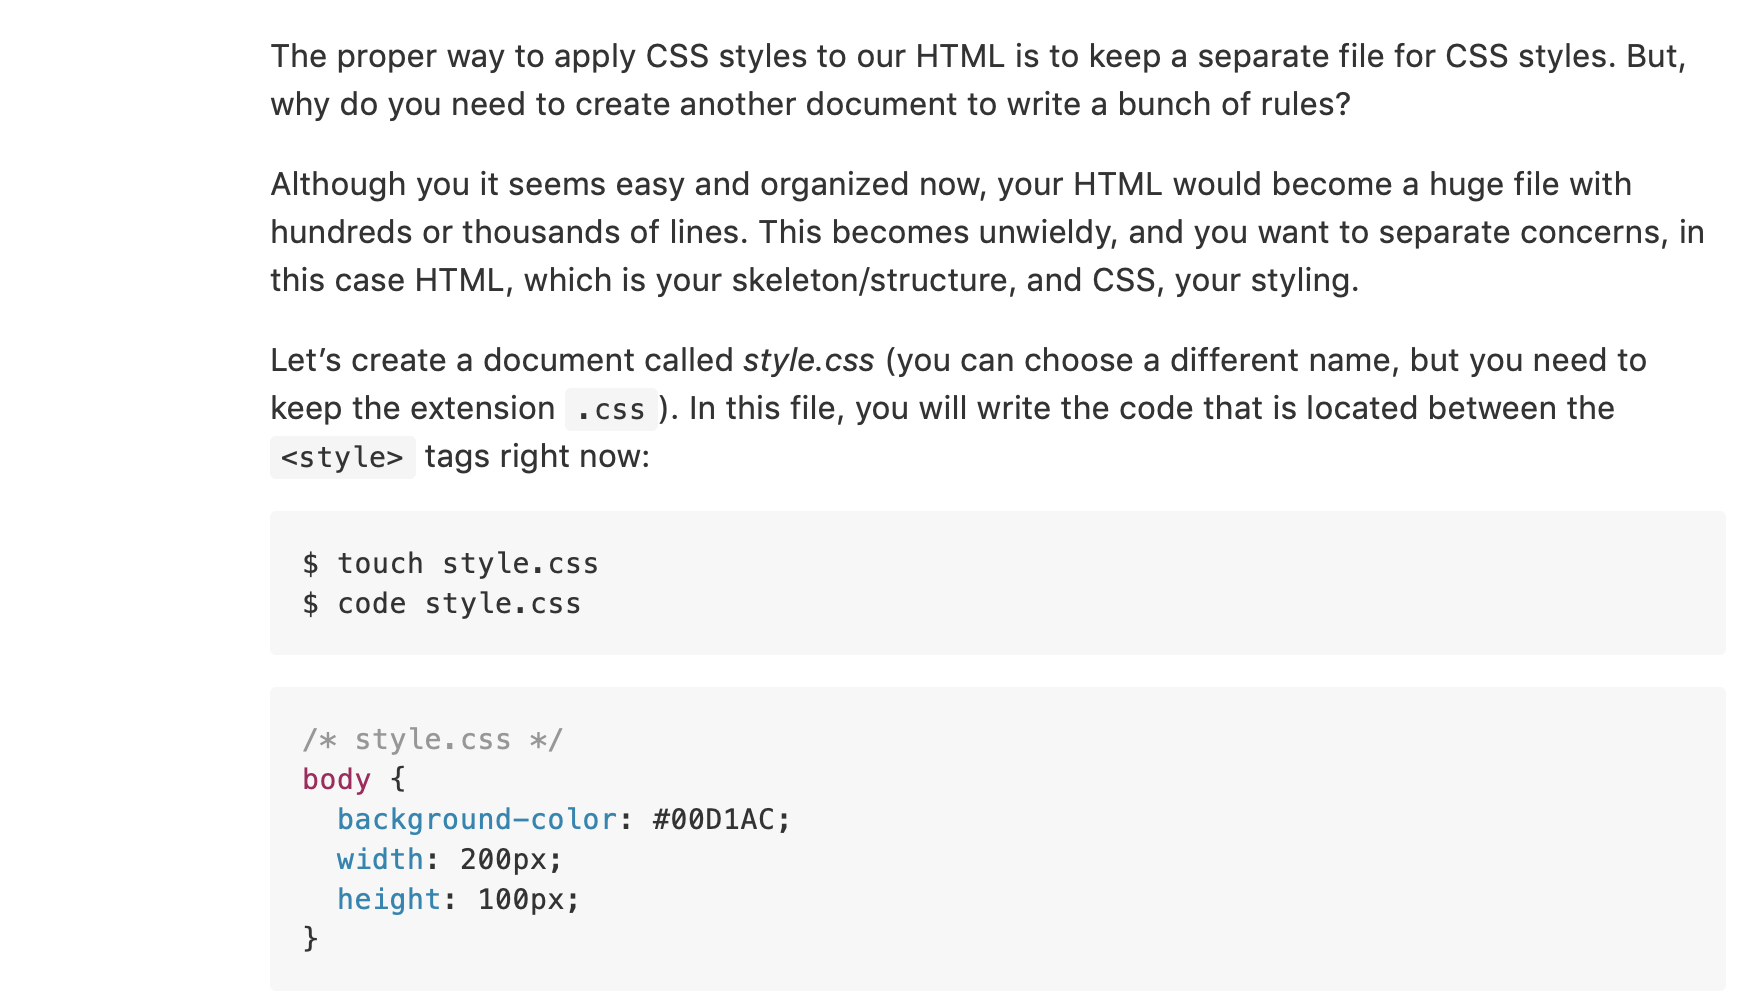 The proper way to apply CSS styles to our HTML is to keep a separate file for CSS styles. But,
why do you need to create another document to write a bunch of rules?
Although you it seems easy and organized now, your HTML would become a huge file with
hundreds or thousands of lines. This becomes unwieldy, and you want to separate concerns, in
this case HTML, which is your skeleton/structure, and CSS, your styling.
Let’s create a document called style.css (you can choose a different name, but you need to
keep the extension .css ). In this file, you will write the code that is located between the
<style> tags right now:
$ touch style.css
$ code style.css
/* style.css */
body {
  background-color: #00D1AC;
  width: 200px;
  height: 100px;
}